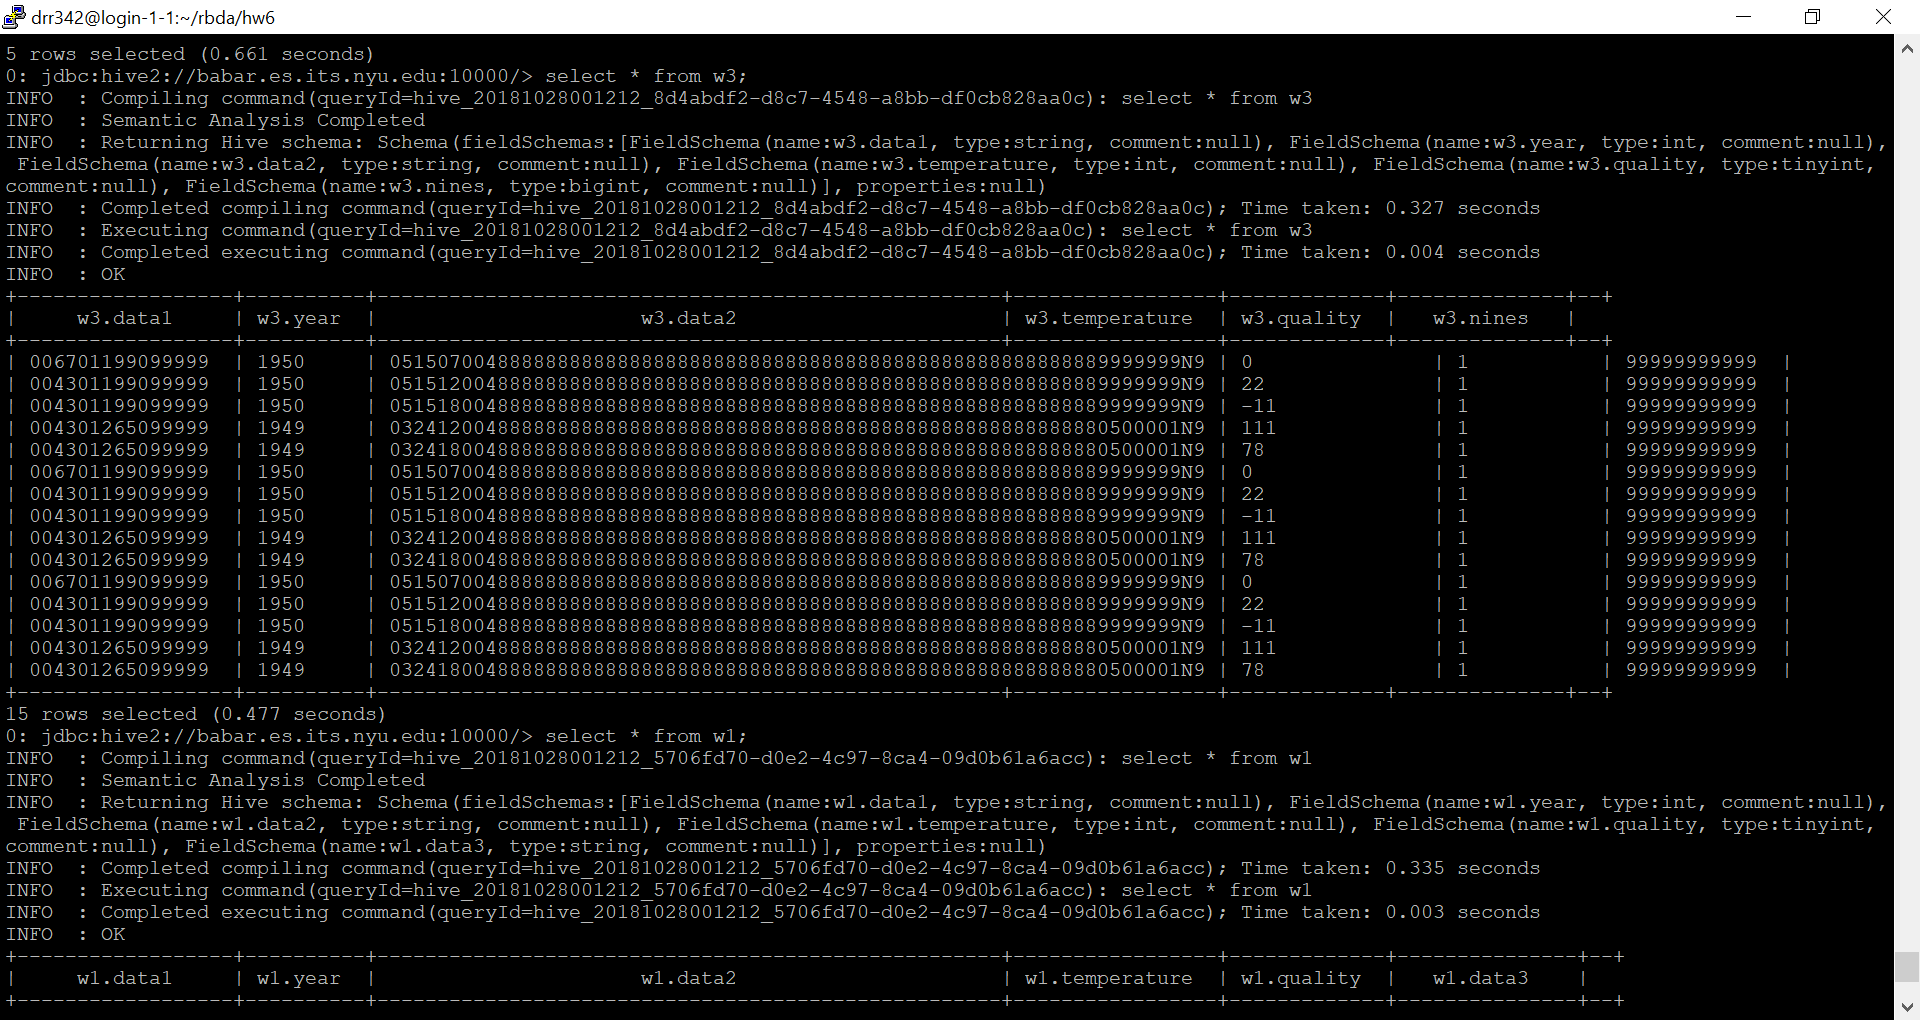 drr342@login-1-1:~/rbda/hw6
5 rows selected (0.661 seconds)
0: jdbc:hive2://babar.es.its.nyu.edu:10000/> select * from w3;
INFO  : Compiling command(queryId=hive_20181028001212_8d4abdf2-d8c7-4548-a8bb-df0cb828aa0c): select * from w3
INFO  : Semantic Analysis Completed
INFO  : Returning Hive schema: Schema(fieldSchemas:[FieldSchema(name:w3.data1, type:string, comment:null), FieldSchema(name:w3.year, type:int, comment:null),
 FieldSchema(name:w3.data2, type:string, comment:null), FieldSchema(name:w3.temperature, type:int, comment:null), FieldSchema(name:w3.quality, type:tinyint,
comment:null), FieldSchema(name:w3.nines, type:bigint, comment:null)], properties:null)
INFO  : Completed compiling command(queryId=hive_20181028001212_8d4abdf2-d8c7-4548-a8bb-df0cb828aa0c); Time taken: 0.327 seconds
INFO  : Executing command(queryId=hive_20181028001212_8d4abdf2-d8c7-4548-a8bb-df0cb828aa0c): select * from w3
INFO  : Completed executing command(queryId=hive_20181028001212_8d4abdf2-d8c7-4548-a8bb-df0cb828aa0c); Time taken: 0.004 seconds
INFO  : OK
+------------------+----------+----------------------------------------------------+-----------------+-------------+--------------+--+
|     w3.data1     | w3.year  |                      w3.data2                      | w3.temperature  | w3.quality  |   w3.nines   |
+------------------+----------+----------------------------------------------------+-----------------+-------------+--------------+--+
| 006701199099999  | 1950     | 051507004888888888888888888888888888888888888888888888888889999999N9 | 0               | 1           | 99999999999  |
| 004301199099999  | 1950     | 051512004888888888888888888888888888888888888888888888888889999999N9 | 22              | 1           | 99999999999  |
| 004301199099999  | 1950     | 051518004888888888888888888888888888888888888888888888888889999999N9 | -11             | 1           | 99999999999  |
| 004301265099999  | 1949     | 032412004888888888888888888888888888888888888888888888888880500001N9 | 111             | 1           | 99999999999  |
| 004301265099999  | 1949     | 032418004888888888888888888888888888888888888888888888888880500001N9 | 78              | 1           | 99999999999  |
| 006701199099999  | 1950     | 051507004888888888888888888888888888888888888888888888888889999999N9 | 0               | 1           | 99999999999  |
| 004301199099999  | 1950     | 051512004888888888888888888888888888888888888888888888888889999999N9 | 22              | 1           | 99999999999  |
| 004301199099999  | 1950     | 051518004888888888888888888888888888888888888888888888888889999999N9 | -11             | 1           | 99999999999  |
| 004301265099999  | 1949     | 032412004888888888888888888888888888888888888888888888888880500001N9 | 111             | 1           | 99999999999  |
| 004301265099999  | 1949     | 032418004888888888888888888888888888888888888888888888888880500001N9 | 78              | 1           | 99999999999  |
| 006701199099999  | 1950     | 051507004888888888888888888888888888888888888888888888888889999999N9 | 0               | 1           | 99999999999  |
| 004301199099999  | 1950     | 051512004888888888888888888888888888888888888888888888888889999999N9 | 22              | 1           | 99999999999  |
| 004301199099999  | 1950     | 051518004888888888888888888888888888888888888888888888888889999999N9 | -11             | 1           | 99999999999  |
| 004301265099999  | 1949     | 032412004888888888888888888888888888888888888888888888888880500001N9 | 111             | 1           | 99999999999  |
| 004301265099999  | 1949     | 032418004888888888888888888888888888888888888888888888888880500001N9 | 78              | 1           | 99999999999  |
+------------------+----------+----------------------------------------------------+-----------------+-------------+--------------+--+
15 rows selected (0.477 seconds)
0: jdbc:hive2://babar.es.its.nyu.edu:10000/> select * from w1;
INFO  : Compiling command(queryId=hive_20181028001212_5706fd70-d0e2-4c97-8ca4-09d0b61a6acc): select * from w1
INFO  : Semantic Analysis Completed
INFO  : Returning Hive schema: Schema(fieldSchemas:[FieldSchema(name:w1.data1, type:string, comment:null), FieldSchema(name:w1.year, type:int, comment:null),
 FieldSchema(name:w1.data2, type:string, comment:null), FieldSchema(name:w1.temperature, type:int, comment:null), FieldSchema(name:w1.quality, type:tinyint,
comment:null), FieldSchema(name:w1.data3, type:string, comment:null)], properties:null)
INFO  : Completed compiling command(queryId=hive_20181028001212_5706fd70-d0e2-4c97-8ca4-09d0b61a6acc); Time taken: 0.335 seconds
INFO  : Executing command(queryId=hive_20181028001212_5706fd70-d0e2-4c97-8ca4-09d0b61a6acc): select * from w1
INFO  : Completed executing command(queryId=hive_20181028001212_5706fd70-d0e2-4c97-8ca4-09d0b61a6acc); Time taken: 0.003 seconds
INFO  : OK
+------------------+----------+----------------------------------------------------+-----------------+-------------+---------------+--+
|     w1.data1     | w1.year  |                      w1.data2                      | w1.temperature  | w1.quality  |   w1.data3    |
+------------------+----------+----------------------------------------------------+-----------------+-------------+---------------+--+